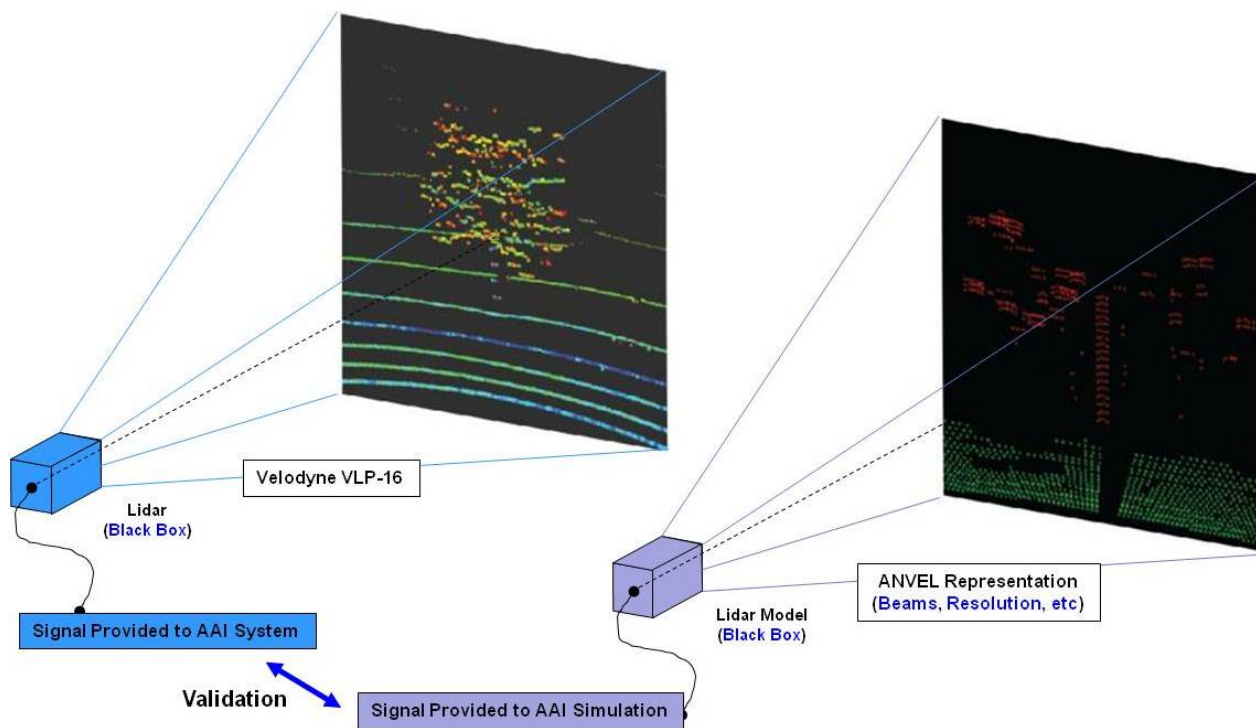 Velodyne VLP-16
Lidar
(Black Box)
Signal Provided to AAI System
Validation
ANVEL Representation
(Beams, Resolution, etc)
Lidar Model
(Black Box)
Signal Provided to AAI Simulation